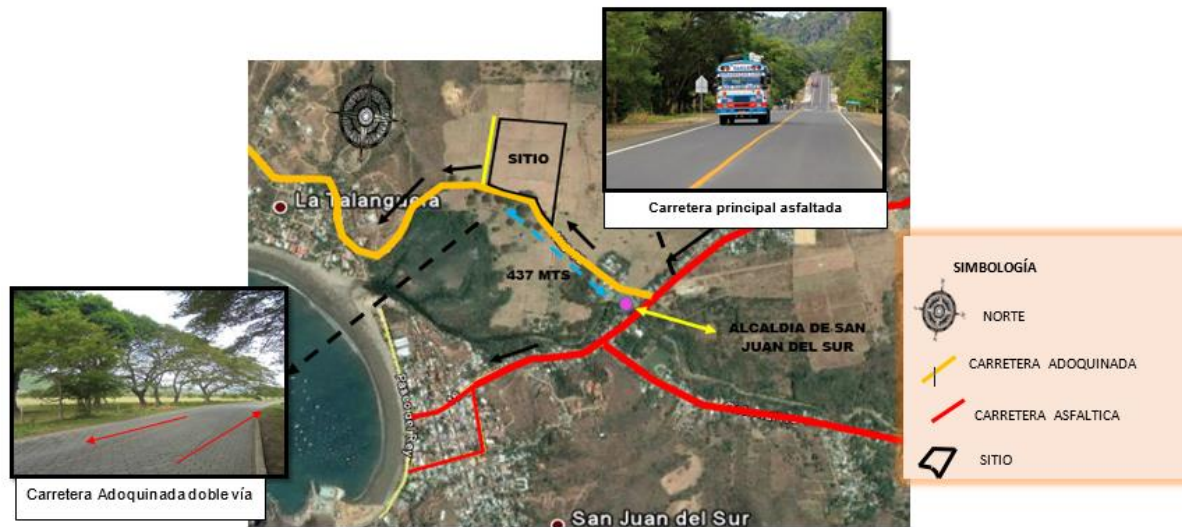 Carretera principal asfaltada
SITIO
La Talanguera
437 MTS
ALCALDIA DE SAN
JUAN DEL SUR
San Juan del Sur
Carretera Adoquinada doble vía
SIMBOLOGÍA
NORTE
CARRETERA ADOQUINADA
CARRETERA ASFALTICA
SITIO